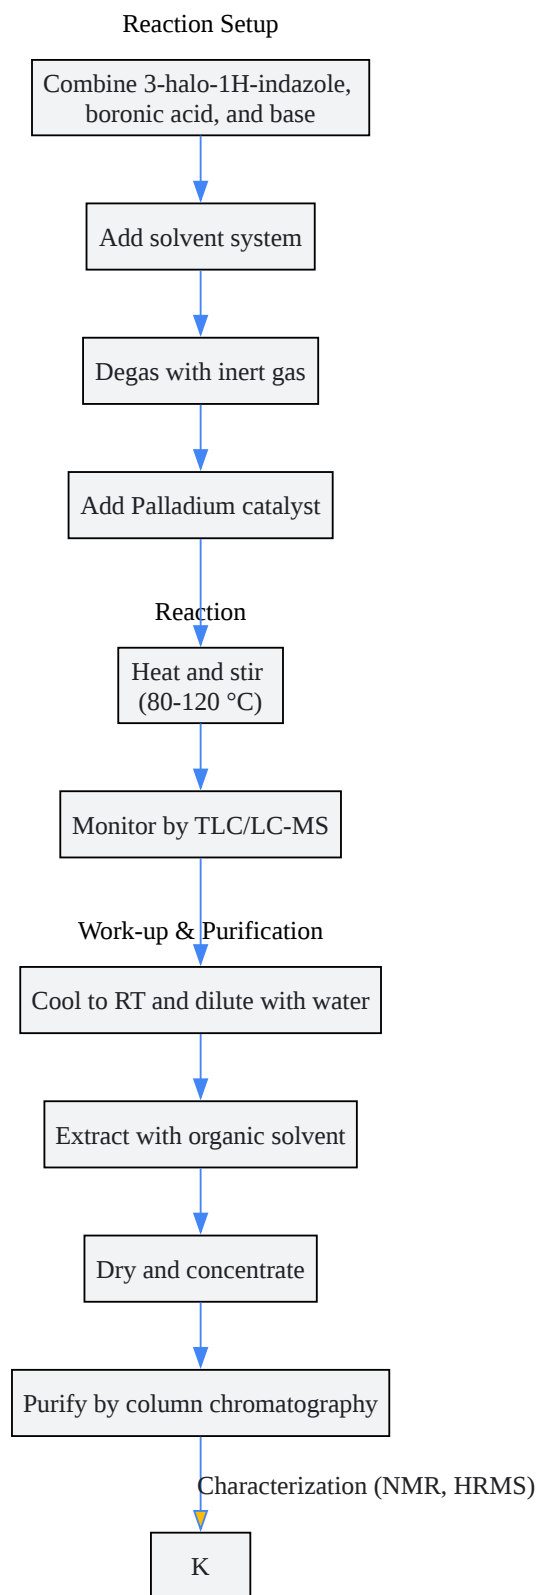 Reaction Setup
Combine 3-halo-1H-indazole,
boronic acid, and base
Add solvent system
Degas with inert gas
Add Palladium catalyst
Reaction
Heat and stir
(80-120 °C)
Monitor by TLC/LC-MS
Work-up & Purification
Cool to RT and dilute with water
Extract with organic solvent
Dry and concentrate
Purify by column chromatography
Characterization (NMR, HRMS)
K